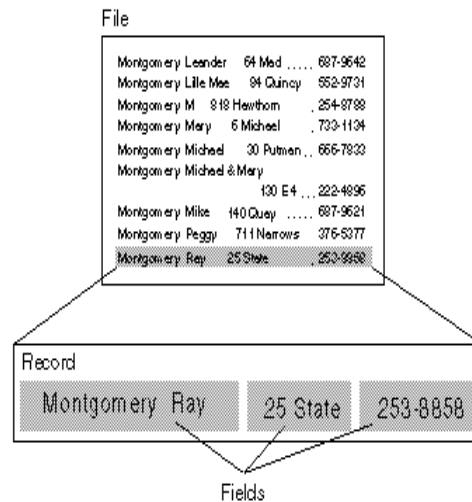 File
Montgomery Leander 64 Mad ..... 687-9642
Montgomery Lille Mae 84 Quincy 552-9731
Montgomery M 818 Hawthorn . 254-8788
Montgomery Mary 6 Michael . 733-1134
Montgomery Michael 30 Putman .. 666-7833
Montgomery Michael & Mary
130 E4 ... 222-4896
Montgomery Mike 140 Quay ..... 687-9521
Montgomery Peggy 711 Narrows 376-5377
Montgomery Ray 25 State . 253-8858
Record
Montgomery Ray 25 State 253-8858
Fields